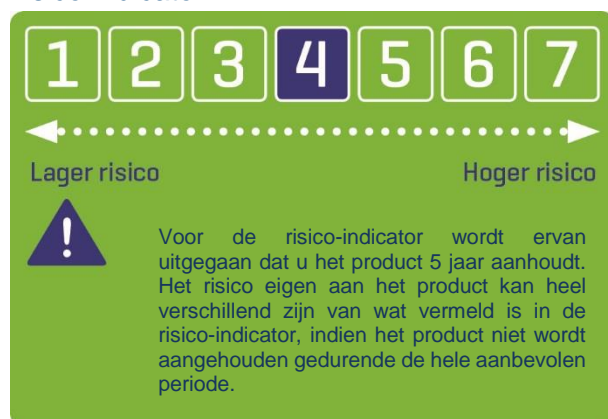 1 2 3 4 5 6 7
Lager risico Hoger risico
!
Voor de risico-indicator wordt ervan
uitgegaan dat u het product 5 jaar aanhoudt.
Het risico eigen aan het product kan heel
verschillend zijn van wat vermeld is in de
risico-indicator, indien het product niet wordt
aangehouden gedurende de hele aanbevolen
periode.